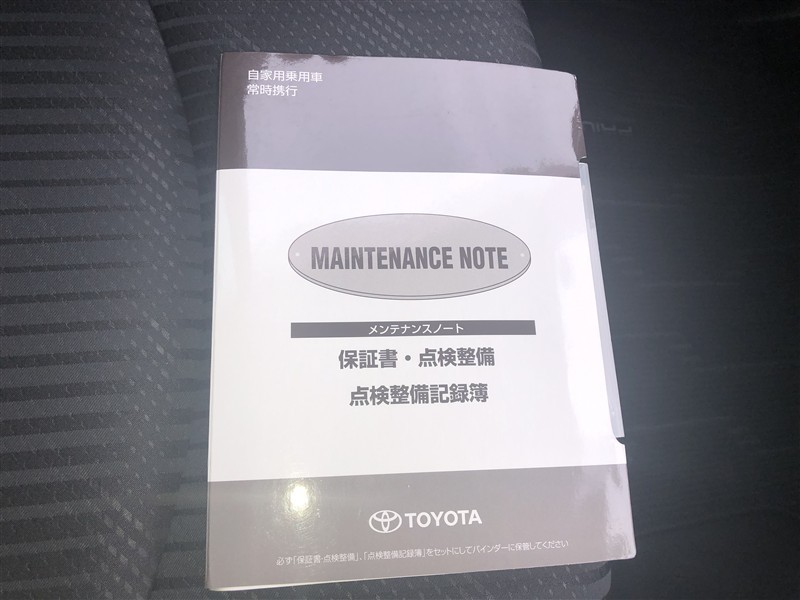 自家用乗用車
常時携行
MAINTENANCE NOTE
メンテナンスノート
保証書・点検整備
点検整備記録簿
TOYOTA
必ず「保証書・点検整備」、「点検整備記録簿」をセットにしてバインダーに保管してください